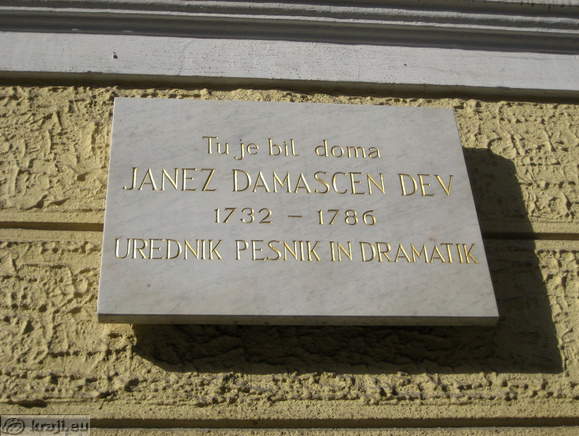 Tu je bil doma
JANEZ DAMASCEN DEV
1732 – 1786
UREDNIK PESNIK IN DRAMATIK
© kraji.eu